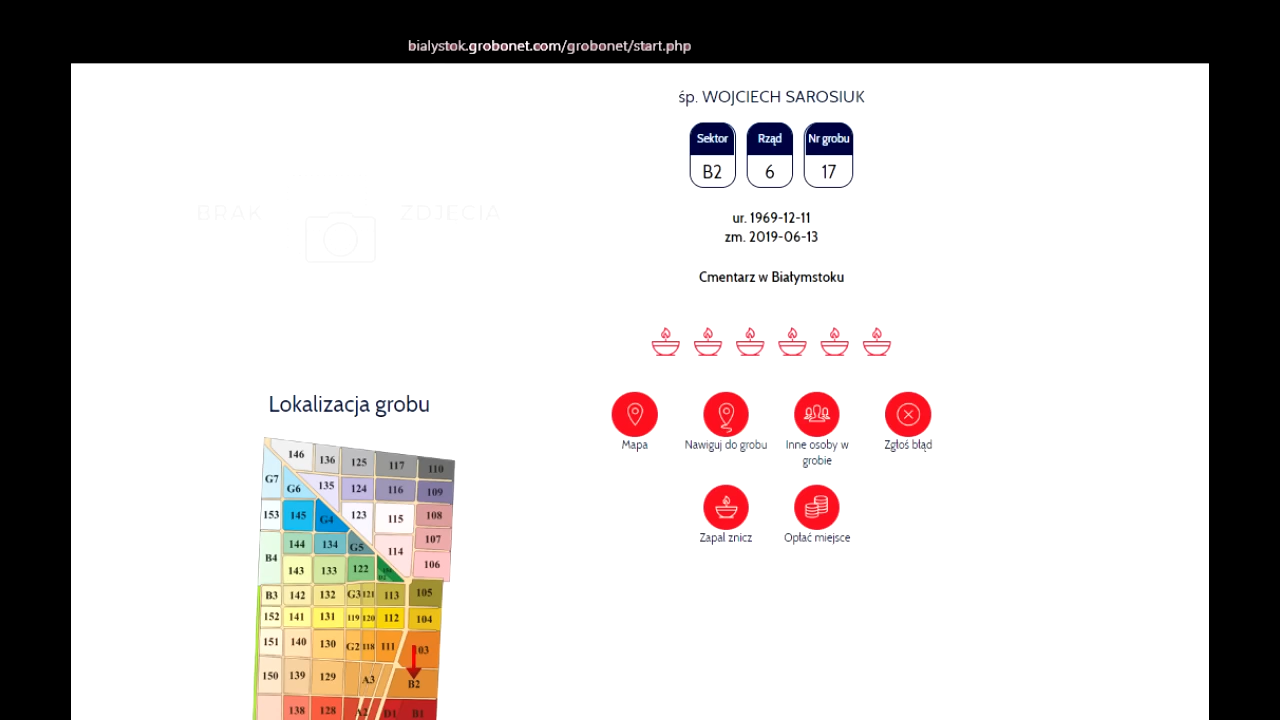 bialystok.grobonet.com/grobonet/start.php
śp. WOJCIECH SAROSIUK
Sektor Rząd Nr grobu
B2 6 17
BRAK ZDJECIA
ur. 1969-12-11
zm. 2019-06-13
Cmentarz w Białymstoku
Lokalizacja grobu
Mapa Nawiguj do grobu Inne osoby w grobie Zgłoś błąd
Zapal znicz Opłać miejsce
146 136 125 117 110
G7 G6 135 124 116 109
153 145 G4 123 115 108
B4 144 134 G5 114 107
143 133 122 106
B3 142 132 G3 121 113 105
152 141 131 119 120 112 104
151 140 130 G2 118 111 103
150 139 129 A3 B2
138 128 A2 D1 B1